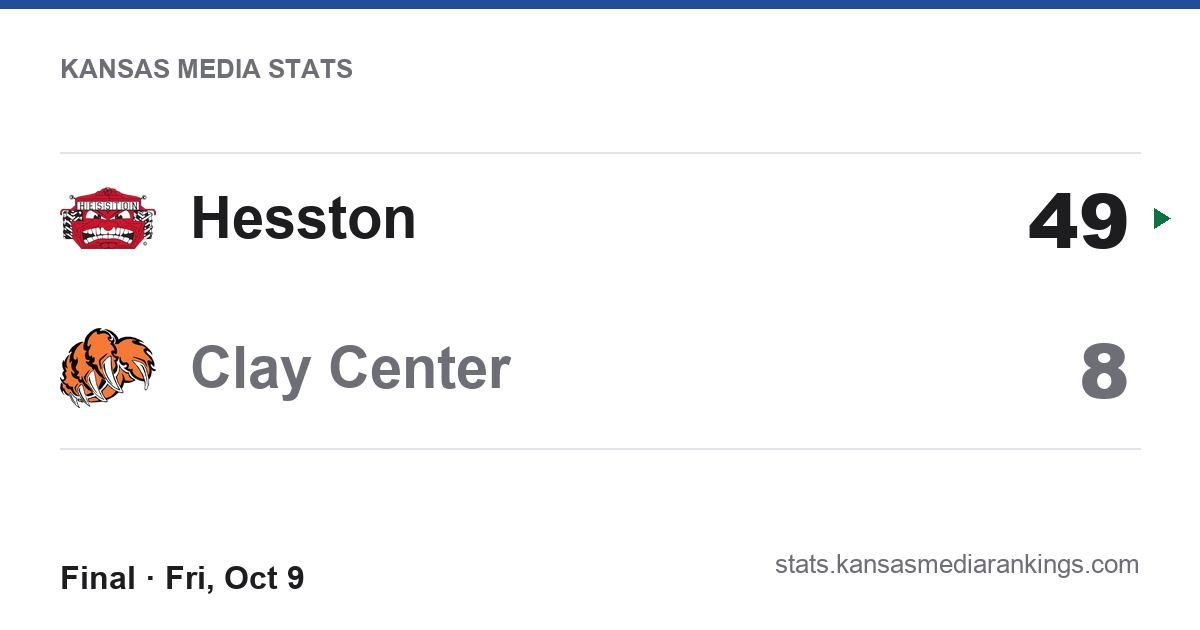 KANSAS MEDIA STATS
HESSTON
Hesston 49
Clay Center 8
Final · Fri, Oct 9
stats.kansasmediarankings.com